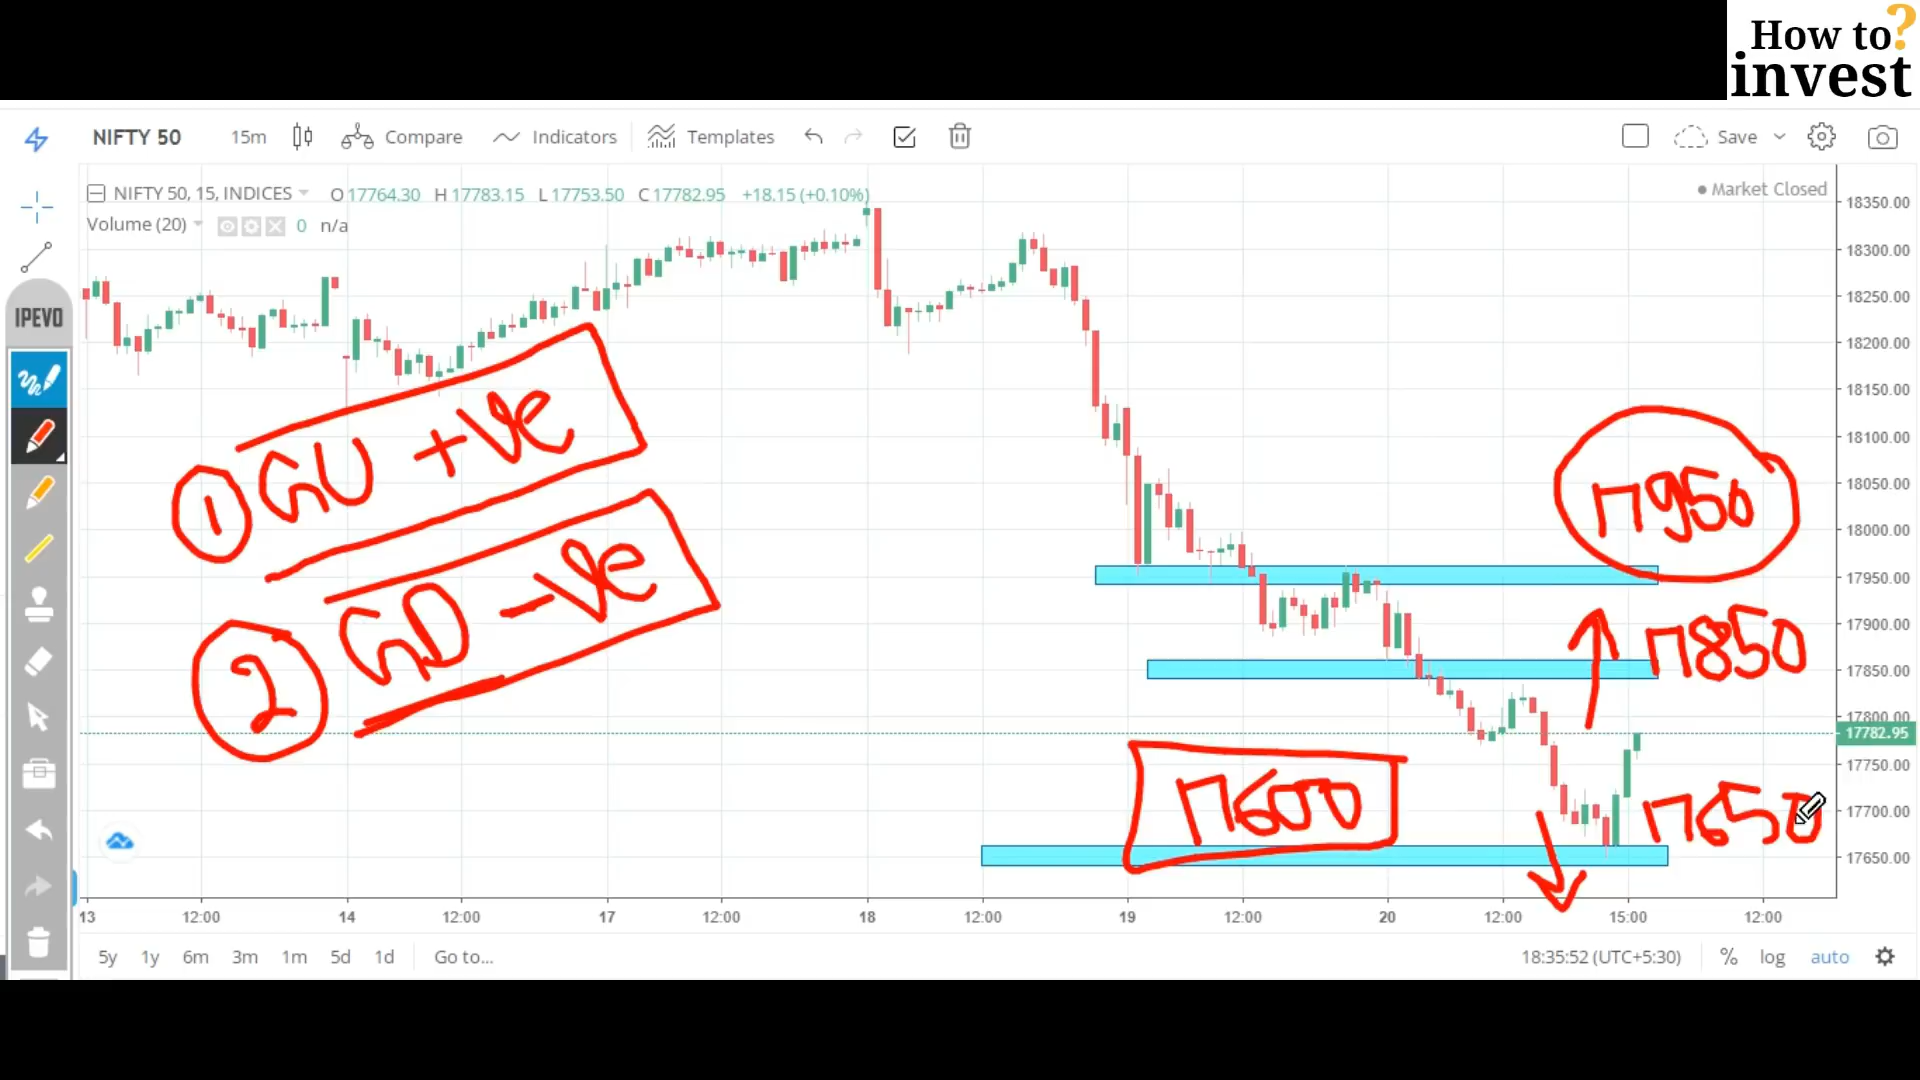 How to?
invest
NIFTY 50 15m Compare Indicators Templates Save
NIFTY 50, 15, INDICES O 17764.30 H 17783.15 L 17753.50 C 17782.95 +18.15 (+0.10%)
Market Closed
Volume (20) 0 n/a
IPEVO
18350.00
18300.00
18250.00
18200.00
18150.00
18100.00
18050.00
18000.00
17950.00
17900.00
17850.00
17800.00
17782.95
17750.00
17700.00
17650.00
1 GU +ve
2 GD -ve
17950
17850
17600
17650
13 12:00 14 12:00 17 12:00 18 12:00 19 12:00 20 12:00 15:00 12:00
5y 1y 6m 3m 1m 5d 1d Go to... 18:35:52 (UTC+5:30) % log auto